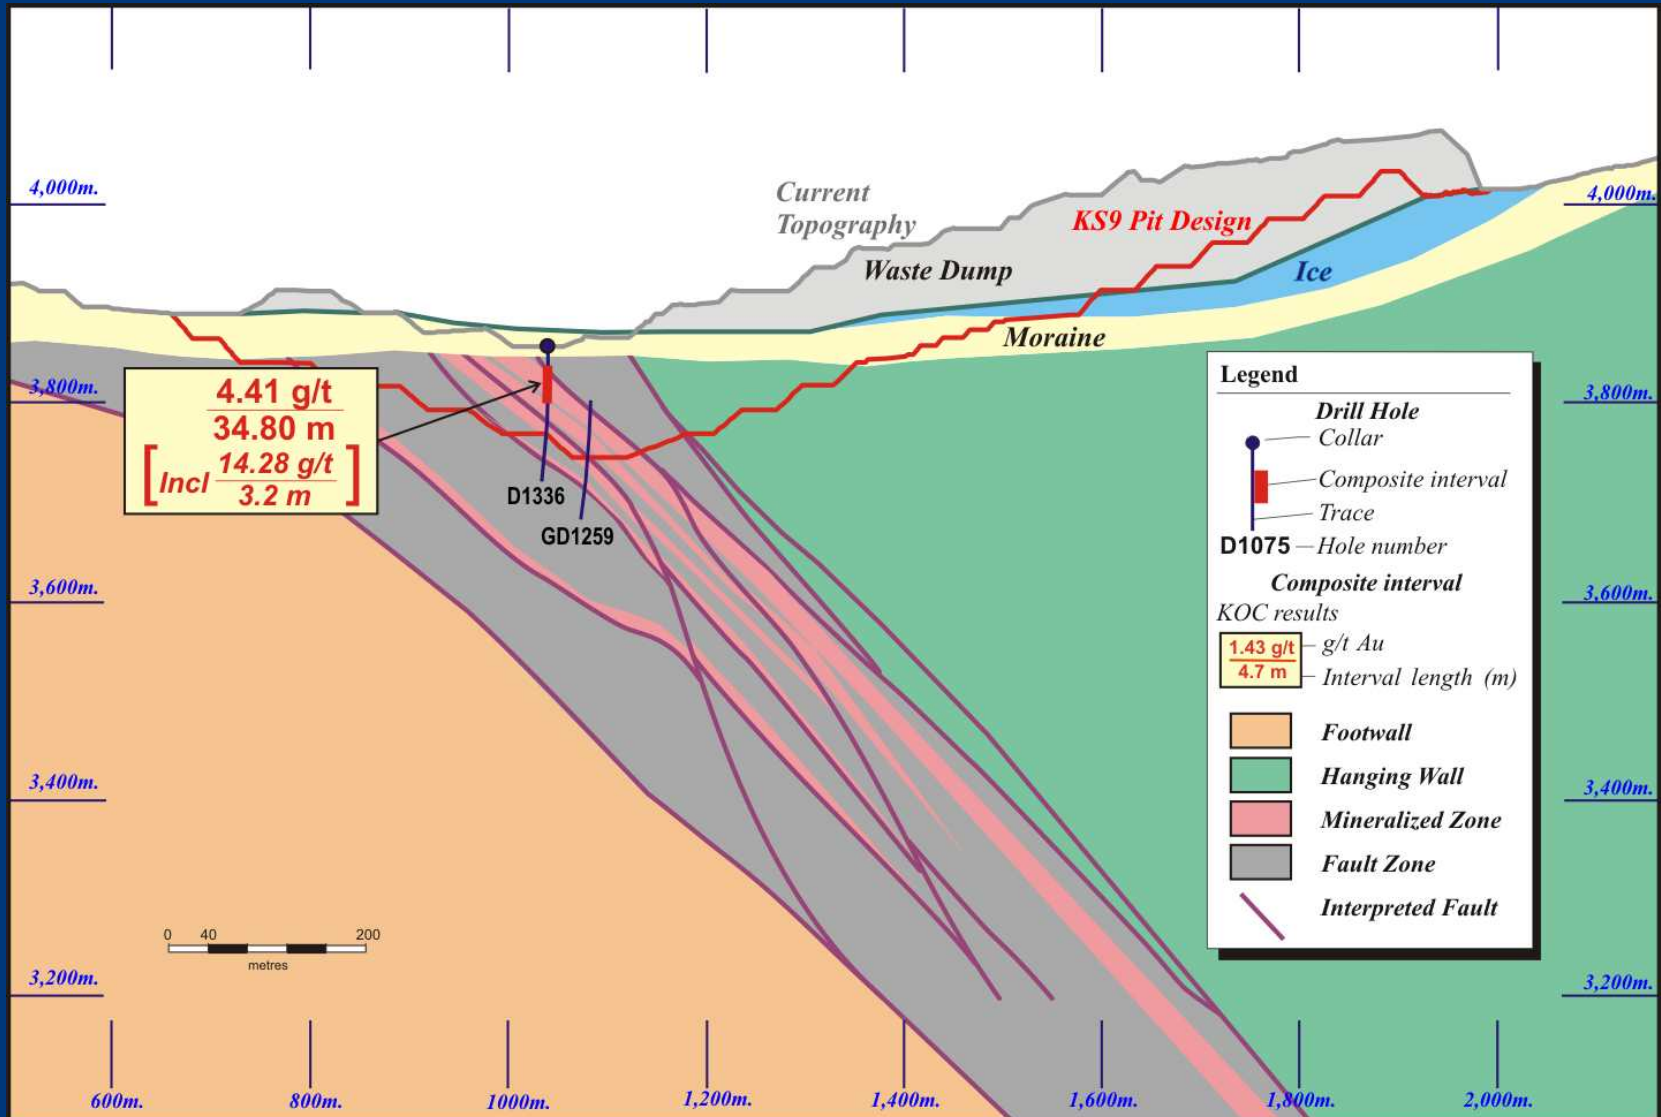 4,000m.
4,000m.
Current
Topography
KS9 Pit Design
Waste Dump
Ice
Moraine
3,800m.
3,800m.
4.41 g/t
34.80 m
[Incl 14.28 g/t
3.2 m]
D1336
GD1259
3,600m.
3,600m.
3,400m.
3,400m.
3,200m.
3,200m.
Legend
Drill Hole
Collar
Composite interval
Trace
D1075 — Hole number
Composite interval
KOC results
1.43 g/t
4.7 m
g/t Au
Interval length (m)
Footwall
Hanging Wall
Mineralized Zone
Fault Zone
Interpreted Fault
0 40 200
metres
600m. 800m. 1000m. 1,200m. 1,400m. 1,600m. 1,800m. 2,000m.